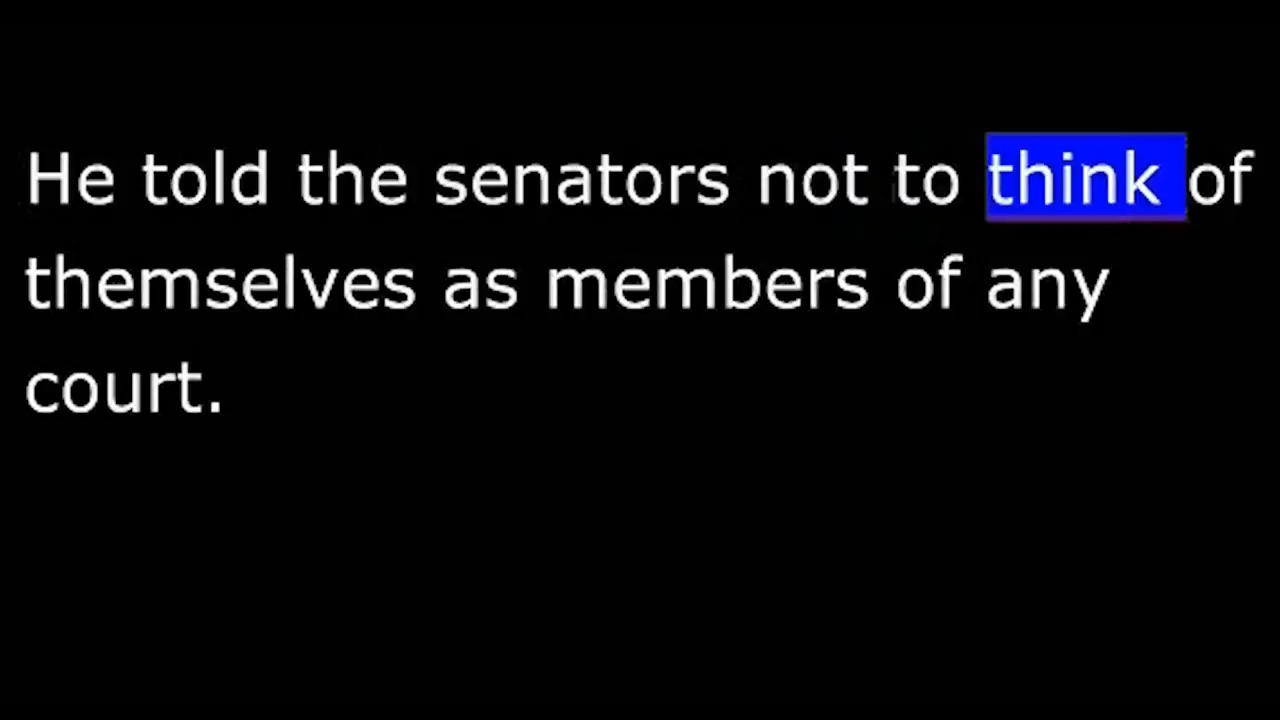 He told the senators not to think of
themselves as members of any
court.